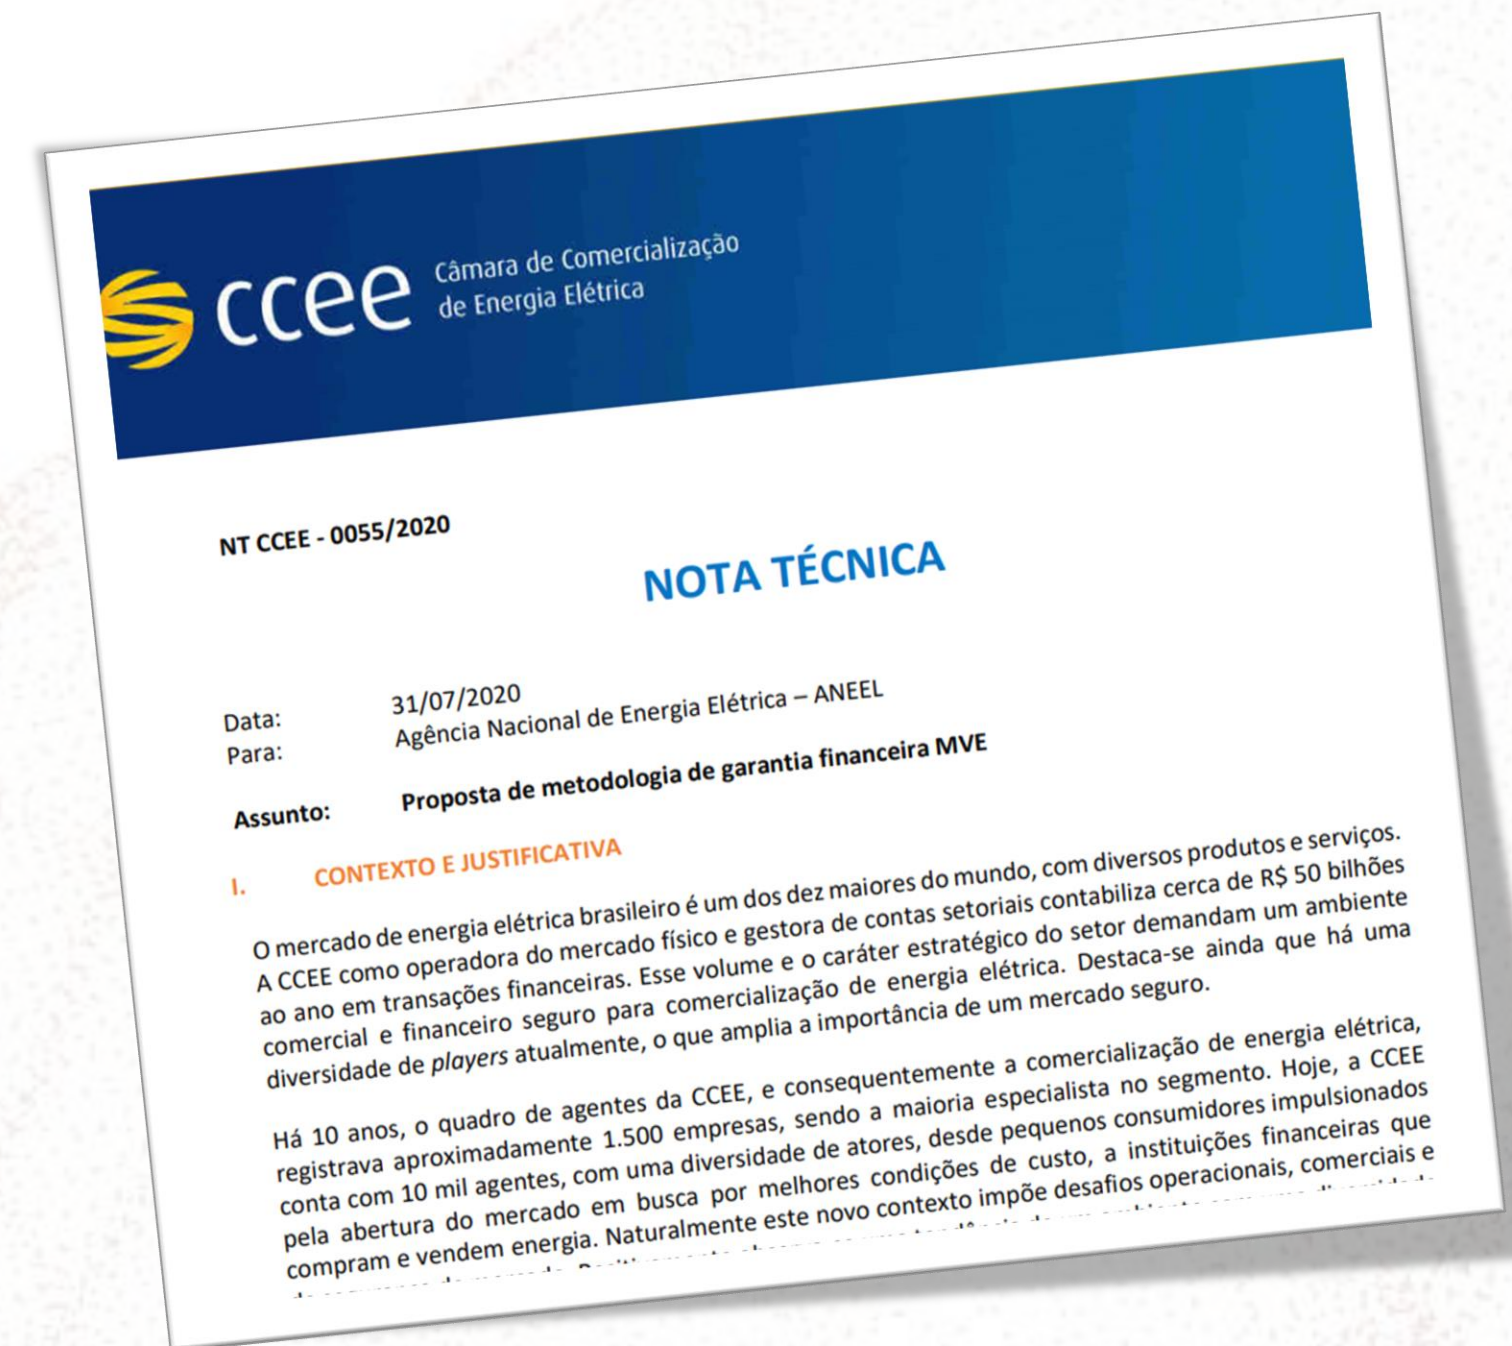 ccee
Câmara de Comercialização
de Energia Elétrica
NT CCEE - 0055/2020
NOTA TÉCNICA
Data: 31/07/2020
Para: Agência Nacional de Energia Elétrica – ANEEL
Assunto: Proposta de metodologia de garantia financeira MVE
I. CONTEXTO E JUSTIFICATIVA
O mercado de energia elétrica brasileiro é um dos dez maiores do mundo, com diversos produtos e serviços.
A CCEE como operadora do mercado físico e gestora de contas setoriais contabiliza cerca de R$ 50 bilhões
ao ano em transações financeiras. Esse volume e o caráter estratégico do setor demandam um ambiente
comercial e financeiro seguro para comercialização de energia elétrica. Destaca-se ainda que há uma
diversidade de players atualmente, o que amplia a importância de um mercado seguro.
Há 10 anos, o quadro de agentes da CCEE, e consequentemente a comercialização de energia elétrica,
registrava aproximadamente 1.500 empresas, sendo a maioria especialista no segmento. Hoje, a CCEE
conta com 10 mil agentes, com uma diversidade de atores, desde pequenos consumidores impulsionados
pela abertura do mercado em busca por melhores condições de custo, a instituições financeiras que
compram e vendem energia. Naturalmente este novo contexto impõe desafios operacionais, comerciais e